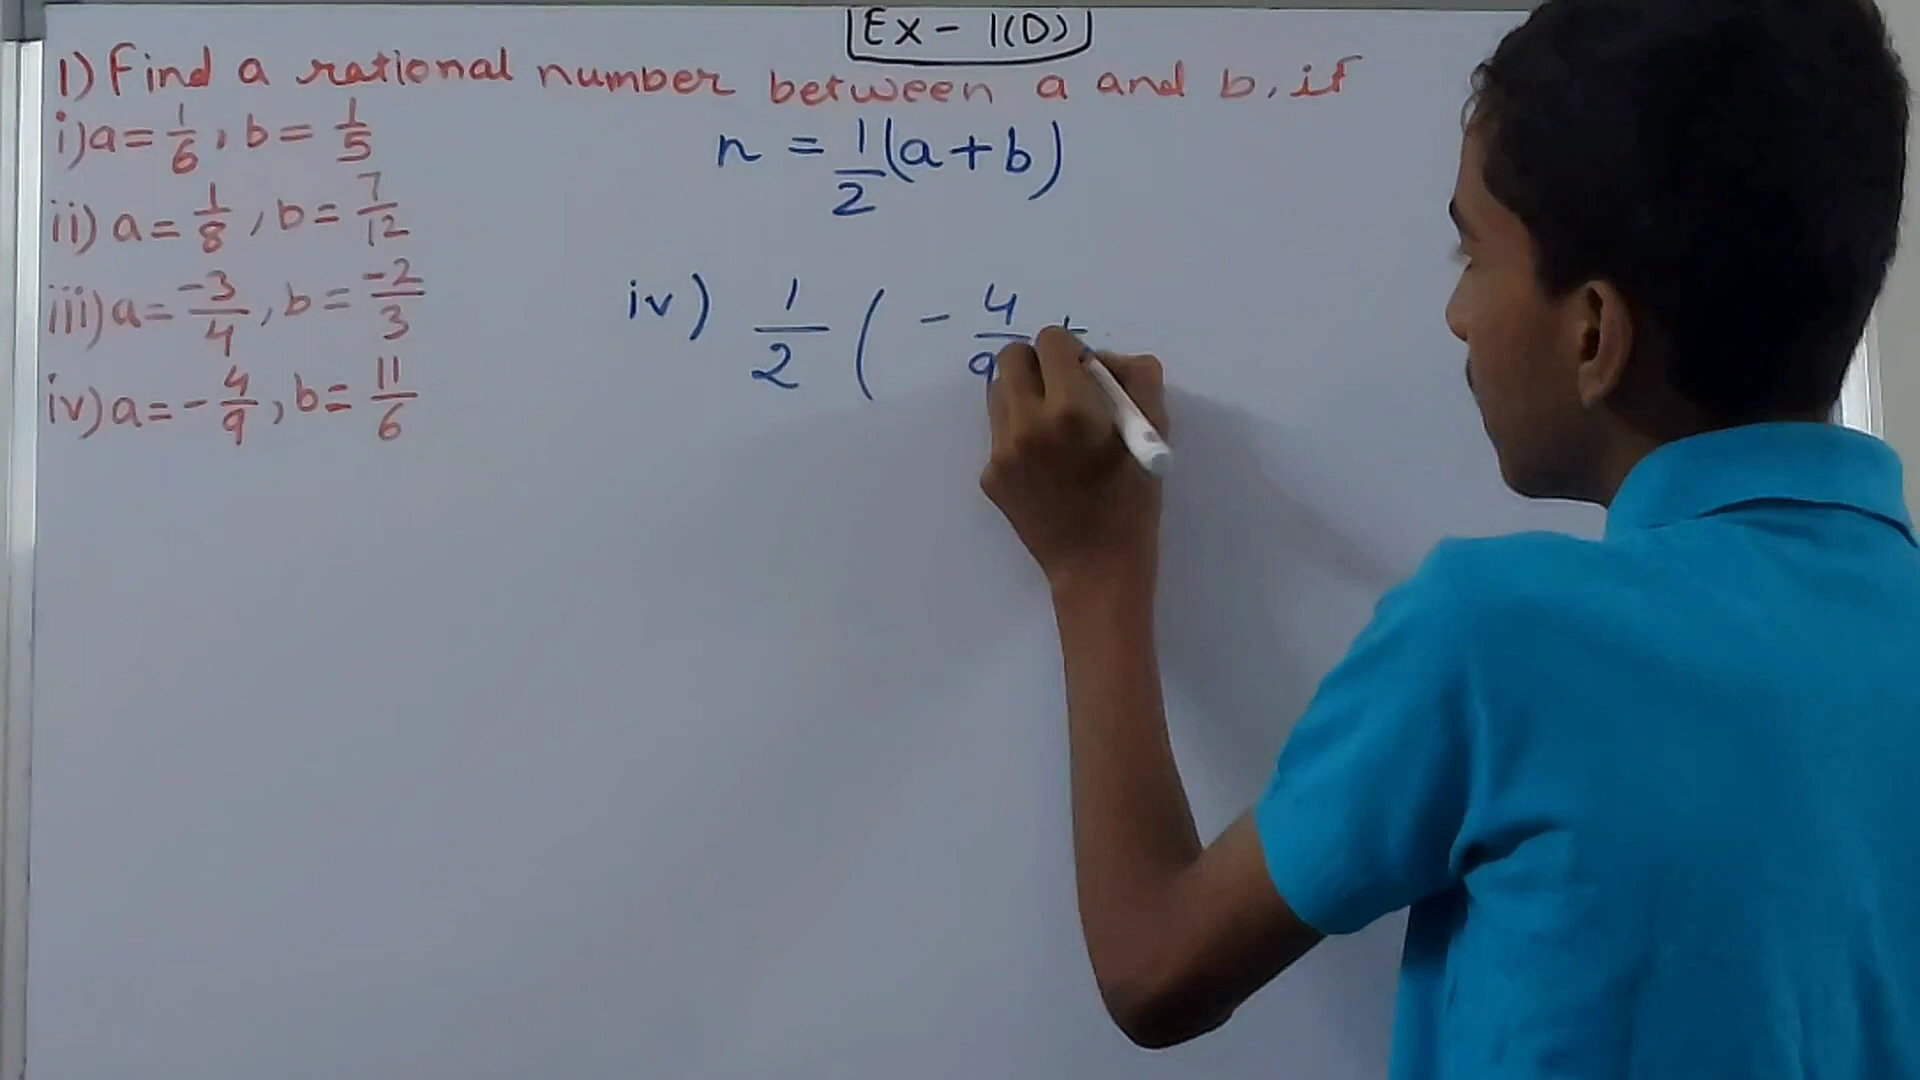 Ex - 1(D)
1) Find a rational number between a and b, if
i) a = 1/6, b = 1/5
n = 1/2 (a + b)
ii) a = 1/8, b = 7/12
iii) a = -3/4, b = -2/3
iv) 1/2 ( - 4/9 +
iv) a = - 4/9, b = 11/6